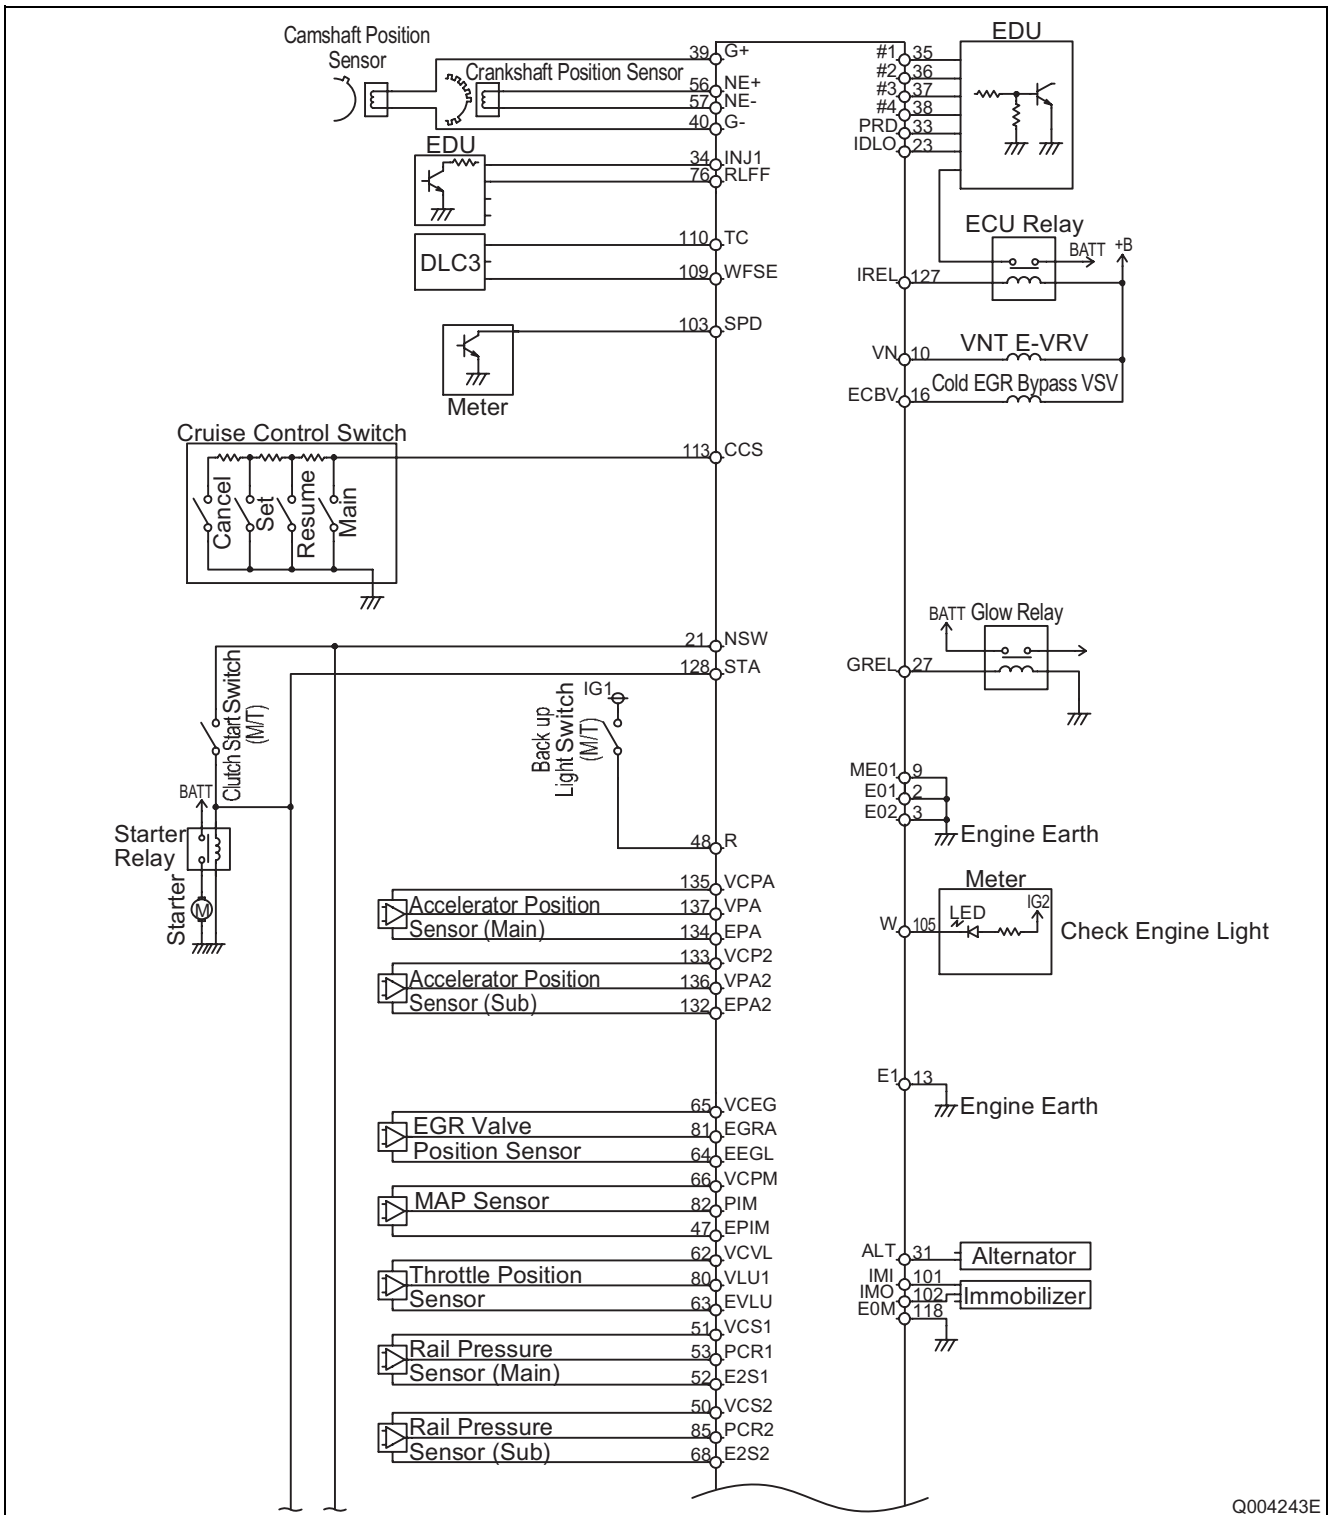 Camshaft Position
Sensor
39 G+
Crankshaft Position Sensor
56 NE+
57 NE-
40 G-
EDU
34 INJ1
76 RLFF
DLC3
110 TC
109 WFSE
103 SPD
Meter
Cruise Control Switch
113 CCS
Cancel
Set
Resume
Main
21 NSW
128 STA
Clutch Start Switch
(M/T)
IG1
Back up
Light Switch
(M/T)
BATT
Starter
Relay
Starter
M
48 R
135 VCPA
Accelerator Position
137 VPA
Sensor (Main)
134 EPA
133 VCP2
Accelerator Position
136 VPA2
Sensor (Sub)
132 EPA2
65 VCEG
EGR Valve
81 EGRA
Position Sensor
64 EEGL
66 VCPM
MAP Sensor
82 PIM
47 EPIM
62 VCVL
Throttle Position
80 VLU1
Sensor
63 EVLU
51 VCS1
Rail Pressure
53 PCR1
Sensor (Main)
52 E2S1
50 VCS2
Rail Pressure
85 PCR2
Sensor (Sub)
68 E2S2
EDU
#1 35
#2 36
#3 37
#4 38
PRD 33
IDLO 23
ECU Relay
BATT
+B
IREL 127
VN 10
VNT E-VRV
ECBV 16
Cold EGR Bypass VSV
BATT
Glow Relay
GREL 27
ME01 9
E01 2
E02 3
Engine Earth
Meter
W 105
LED
IG2
Check Engine Light
E1 13
Engine Earth
ALT 31
Alternator
IMI 101
IMO 102
Immobilizer
E0M 118
Q004243E